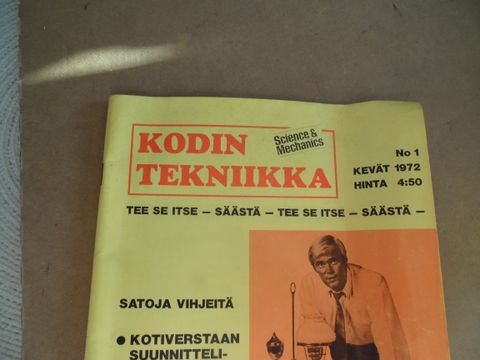 KODIN
TEKNIIKKA
Science &
Mechanics
No 1
KEVÄT 1972
HINTA 4:50
TEE SE ITSE – SÄÄSTÄ – TEE SE ITSE – SÄÄSTÄ –
SATOJA VIHJEITÄ
● KOTIVERSTAAN
SUUNNITTELI-